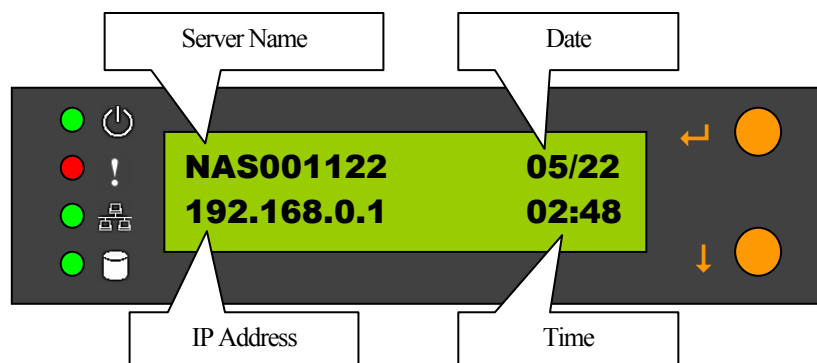 Server Name Date
NAS001122 05/22
192.168.0.1 02:48
IP Address Time